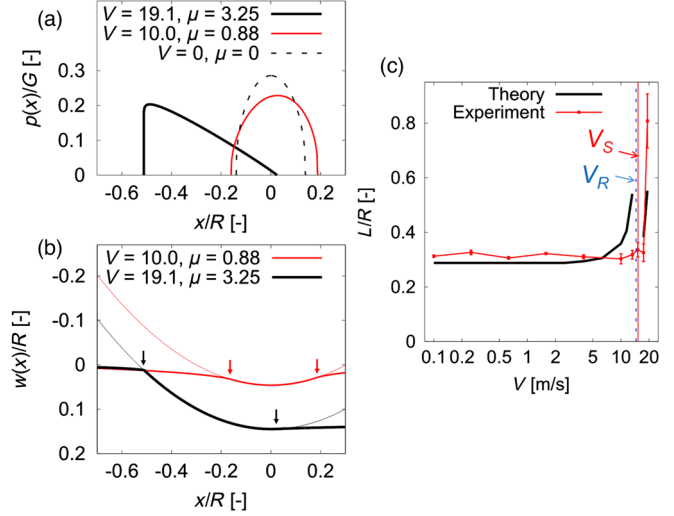 (a)
V = 19.1, μ = 3.25
V = 10.0, μ = 0.88
V = 0, μ = 0
p(x)/G [-]
0.3
0.2
0.1
0
-0.6 -0.4 -0.2 0 0.2
x/R [-]
(b)
V = 10.0, μ = 0.88
V = 19.1, μ = 3.25
w(x)/R [-]
-0.2
-0.1
0
0.1
0.2
-0.6 -0.4 -0.2 0 0.2
x/R [-]
(c)
Theory
Experiment
V_S
V_R
L/R [-]
0.8
0.6
0.4
0.2
0
0.1 0.2 0.5 1 2 5 10 20
V [m/s]